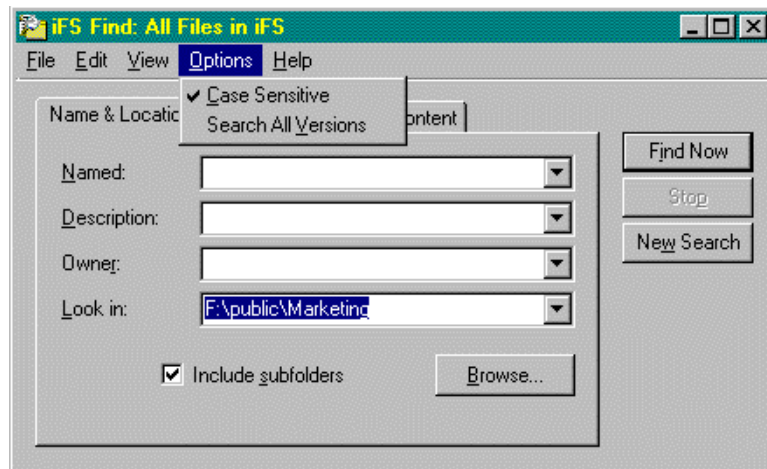 iFS Find: All Files in iFS
File Edit View Options Help
Case Sensitive
Search All Versions
Name & Locatio
ontent
Named:
Description:
Owner:
Look in: F:\public\Marketing
Include subfolders
Browse...
Find Now
Stop
New Search